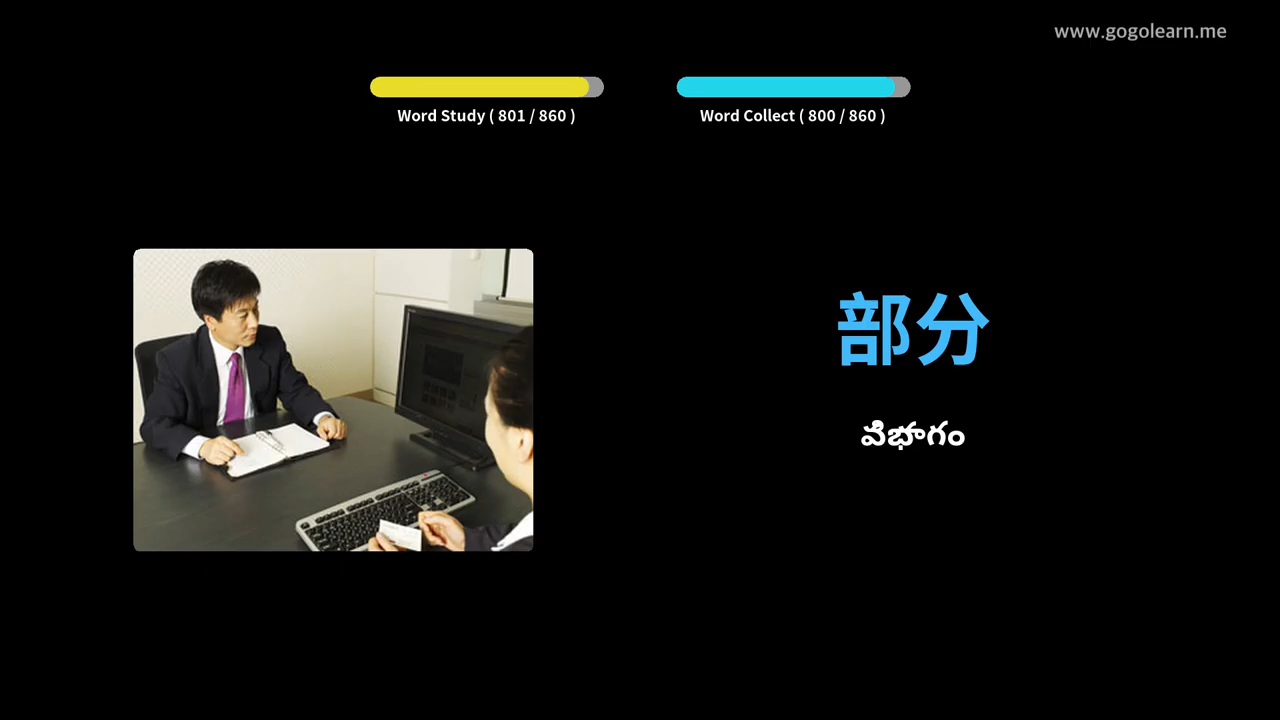 www.gogolearn.me
Word Study ( 801 / 860 )
Word Collect ( 800 / 860 )
部分
విభాగం